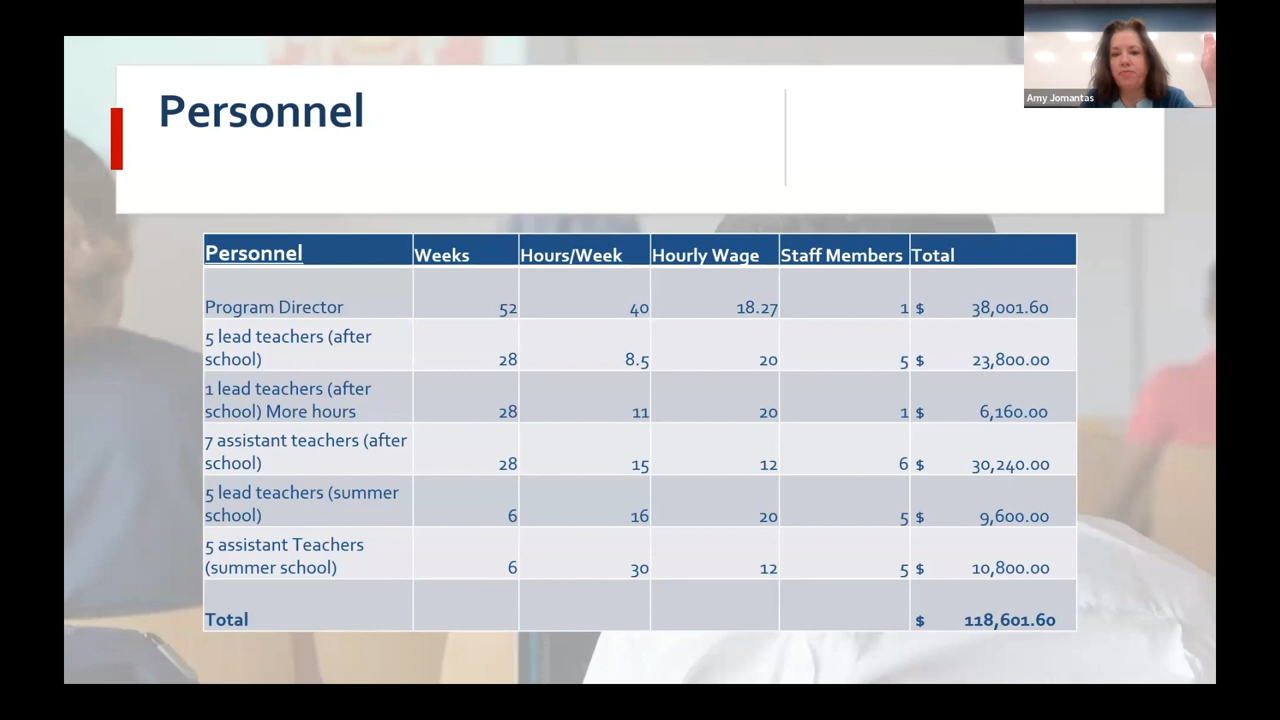 Amy Jomantas
Personnel
Personnel Weeks Hours/Week Hourly Wage Staff Members Total
Program Director 52 40 18.27 1 $ 38,001.60
5 lead teachers (after
school) 28 8.5 20 5 $ 23,800.00
1 lead teachers (after
school) More hours 28 11 20 1 $ 6,160.00
7 assistant teachers (after
school) 28 15 12 6 $ 30,240.00
5 lead teachers (summer
school) 6 16 20 5 $ 9,600.00
5 assistant Teachers
(summer school) 6 30 12 5 $ 10,800.00
Total $ 118,601.60